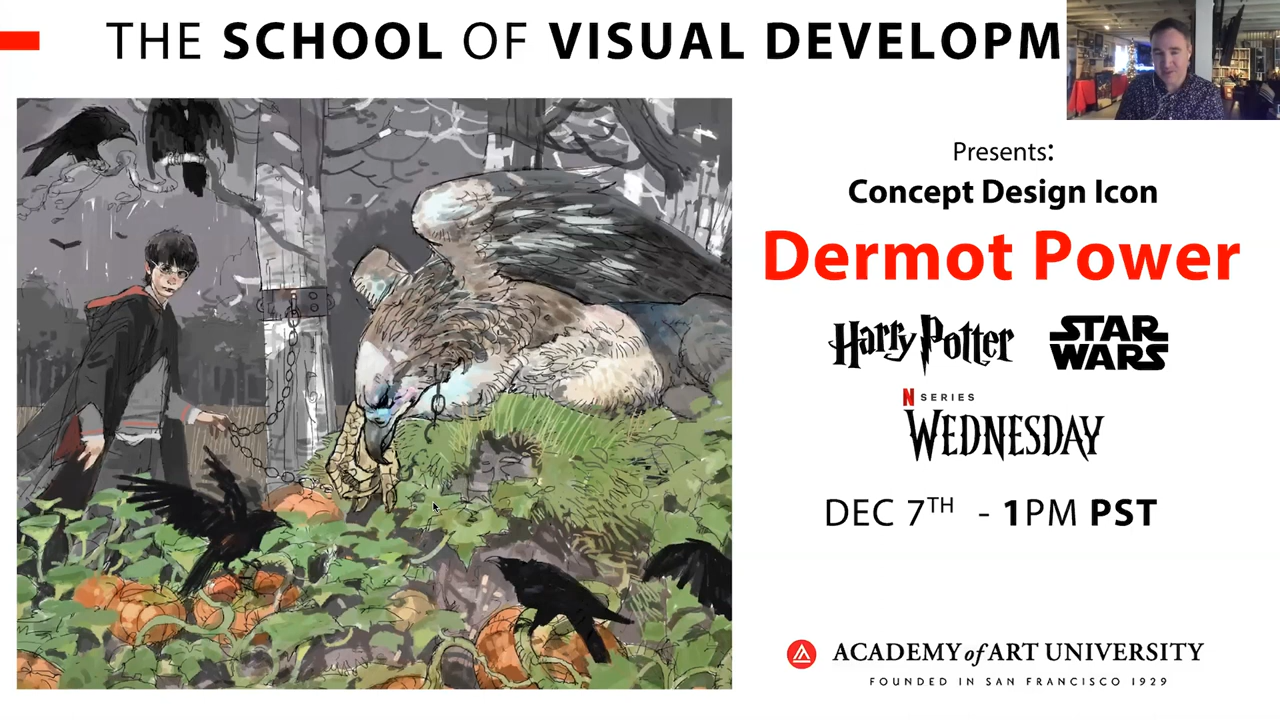 THE SCHOOL OF VISUAL DEVELOPM
Presents:
Concept Design Icon
Dermot Power
Harry Potter
STAR
WARS
N SERIES
WEDNESDAY
DEC 7TH - 1PM PST
ACADEMY of ART UNIVERSITY
FOUNDED IN SAN FRANCISCO 1929